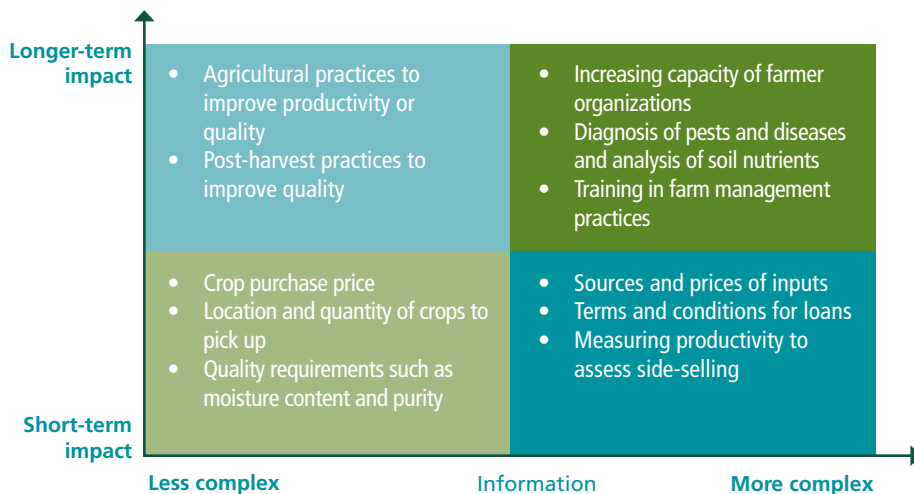 Longer-term
impact
• Agricultural practices to
improve productivity or
quality
• Post-harvest practices to
improve quality
• Increasing capacity of farmer
organizations
• Diagnosis of pests and diseases
and analysis of soil nutrients
• Training in farm management
practices
• Crop purchase price
• Location and quantity of crops to
pick up
• Quality requirements such as
moisture content and purity
• Sources and prices of inputs
• Terms and conditions for loans
• Measuring productivity to
assess side-selling
Short-term
impact
Less complex
Information
More complex